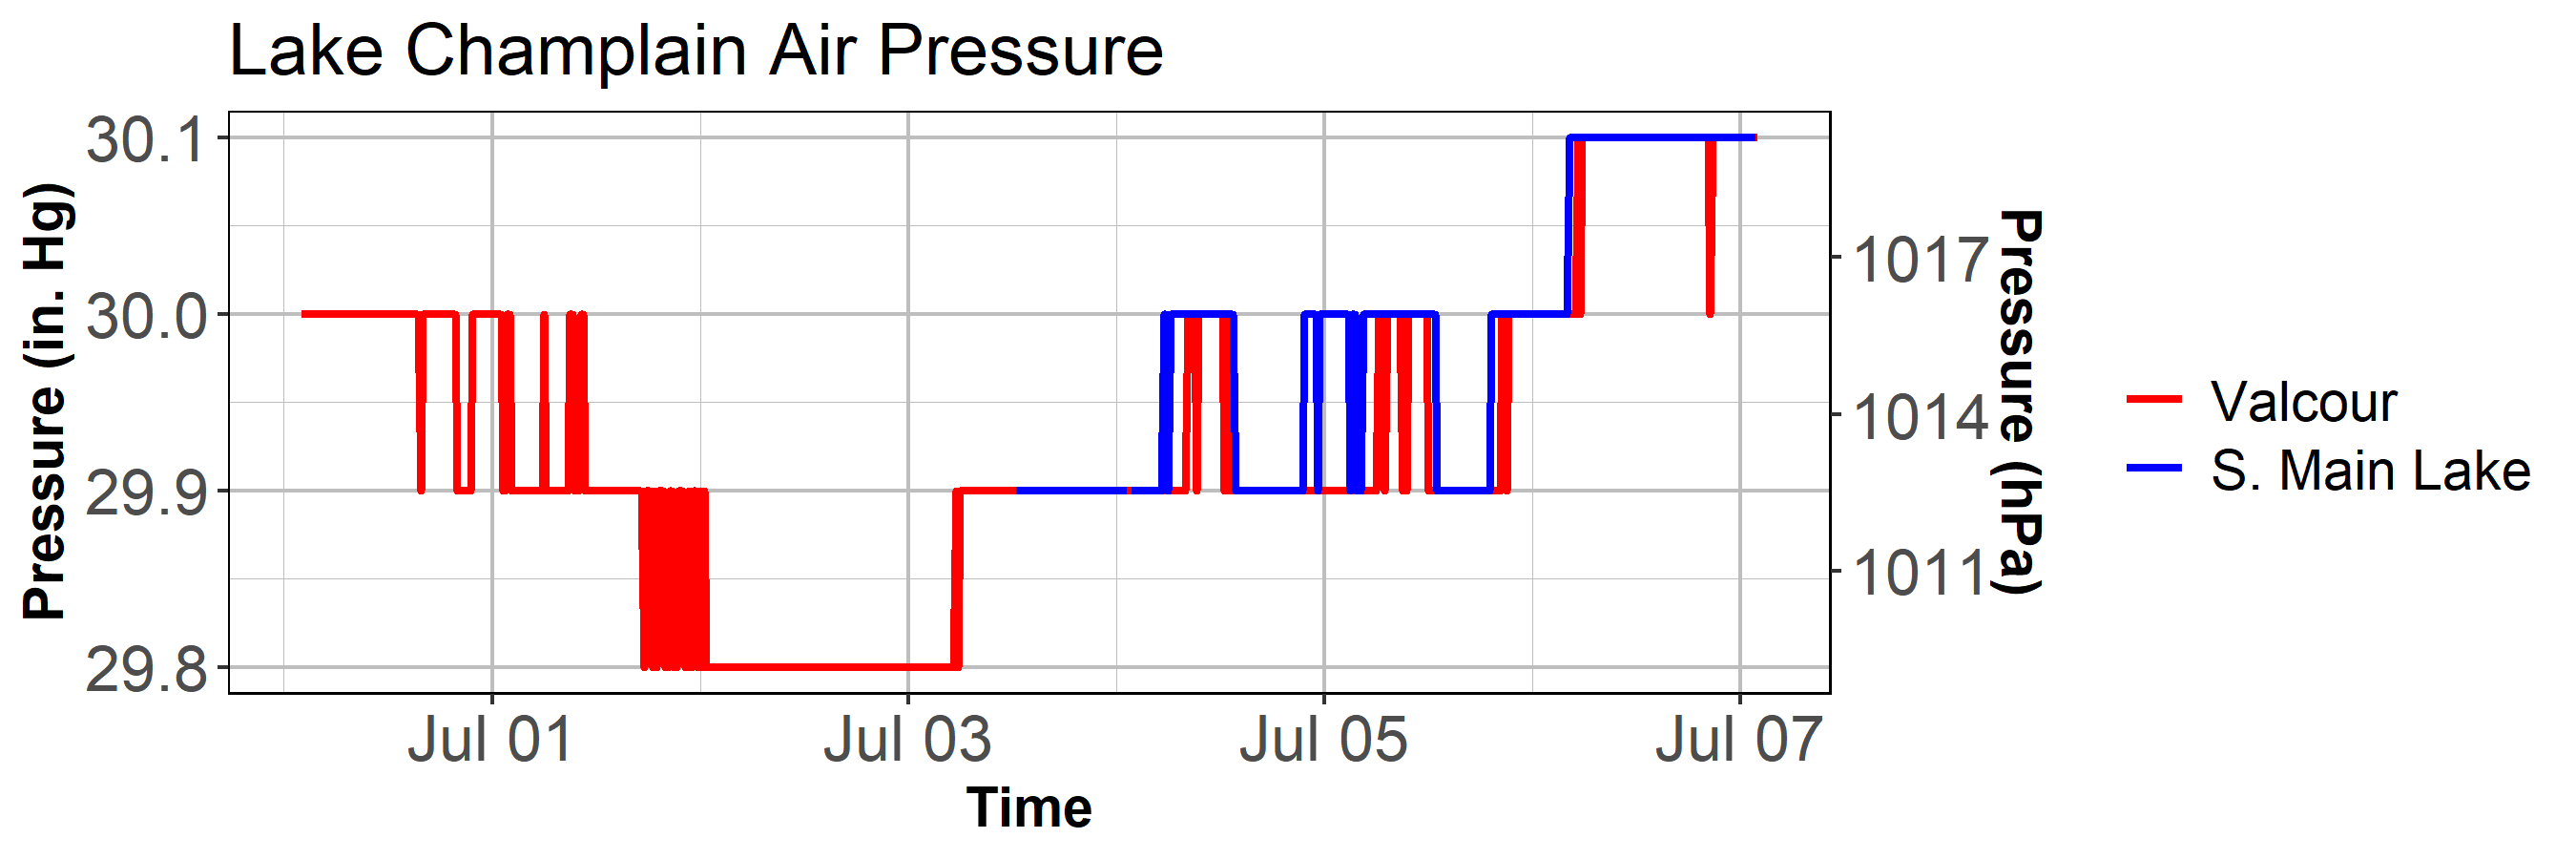 Lake Champlain Air Pressure
Pressure (in. Hg)
30.1
30.0
29.9
29.8
1017
1014
1011
Pressure (hPa)
Valcour
S. Main Lake
Jul 01 Jul 03 Jul 05 Jul 07
Time